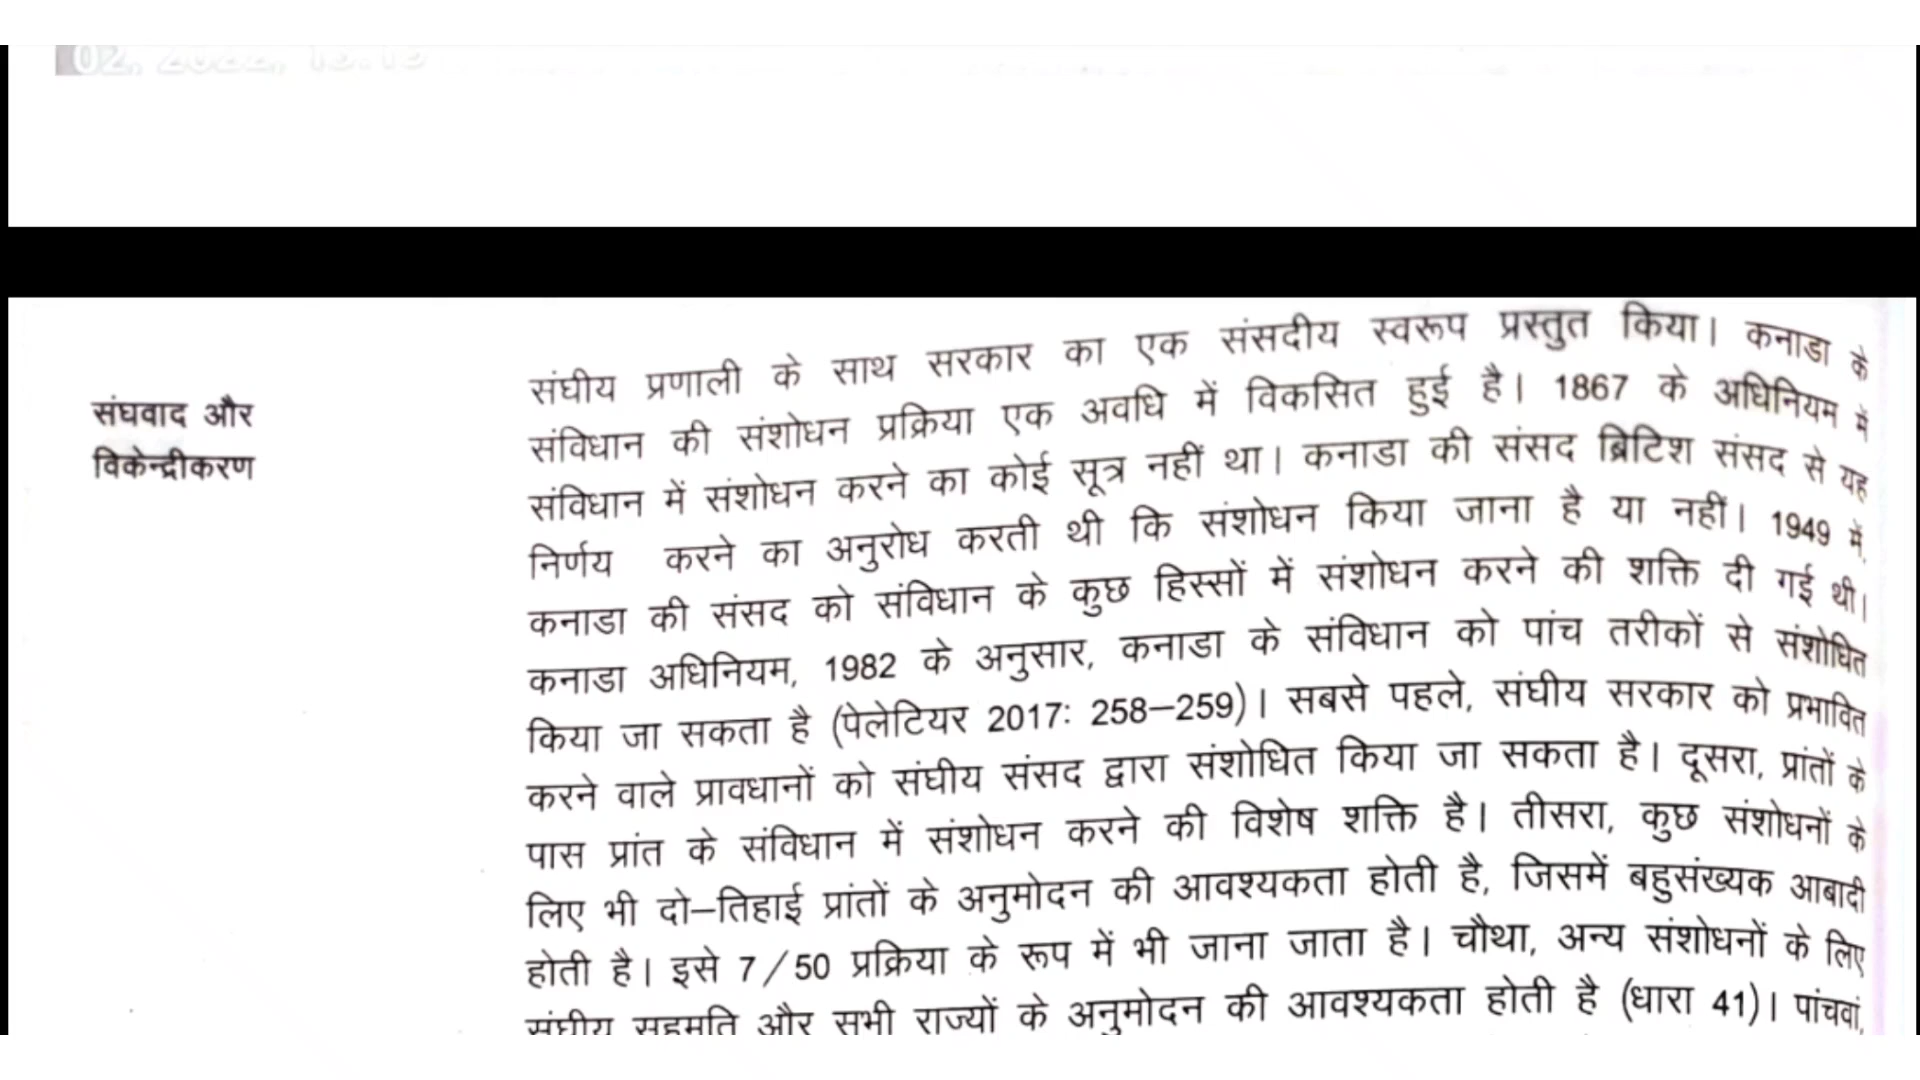 02. 2022, 15:15
संघवाद और
विकेन्द्रीकरण
संघीय प्रणाली के साथ सरकार का एक संसदीय स्वरूप प्रस्तुत किया। कनाडा के
संविधान की संशोधन प्रक्रिया एक अवधि में विकसित हुई है। 1867 के अधिनियम में
संविधान में संशोधन करने का कोई सूत्र नहीं था। कनाडा की संसद ब्रिटिश संसद से यह
निर्णय करने का अनुरोध करती थी कि संशोधन किया जाना है या नहीं। 1949 में,
कनाडा की संसद को संविधान के कुछ हिस्सों में संशोधन करने की शक्ति दी गई थी।
कनाडा अधिनियम, 1982 के अनुसार, कनाडा के संविधान को पांच तरीकों से संशोधित
किया जा सकता है (पेलेटियर 2017: 258–259)। सबसे पहले, संघीय सरकार को प्रभावित
करने वाले प्रावधानों को संघीय संसद द्वारा संशोधित किया जा सकता है। दूसरा, प्रांतों के
पास प्रांत के संविधान में संशोधन करने की विशेष शक्ति है। तीसरा, कुछ संशोधनों के
लिए भी दो–तिहाई प्रांतों के अनुमोदन की आवश्यकता होती है, जिसमें बहुसंख्यक आबादी
होती है। इसे 7/50 प्रक्रिया के रूप में भी जाना जाता है। चौथा, अन्य संशोधनों के लिए
संघीय सहमति और सभी राज्यों के अनुमोदन की आवश्यकता होती है (धारा 41)। पांचवां,